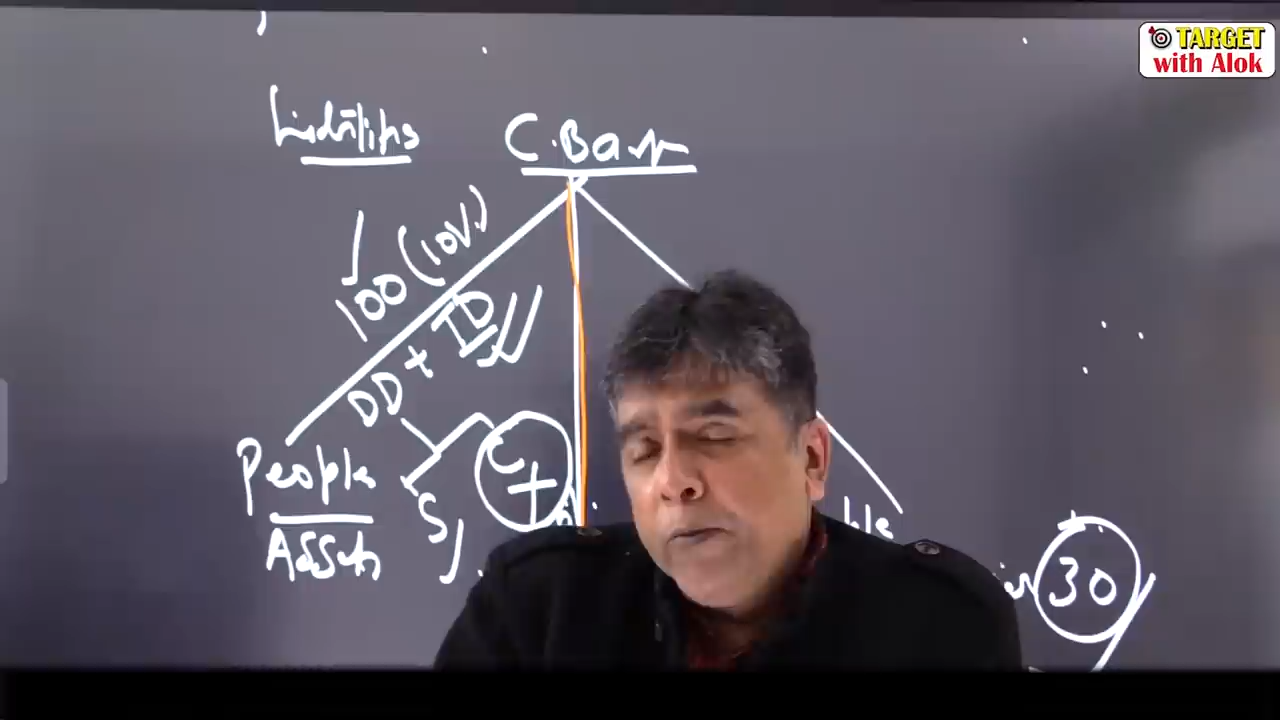 TARGET
with Alok
Liabilities
C.Bank
100 (10%)
DD + TD
People
Assets
S
C
+
30